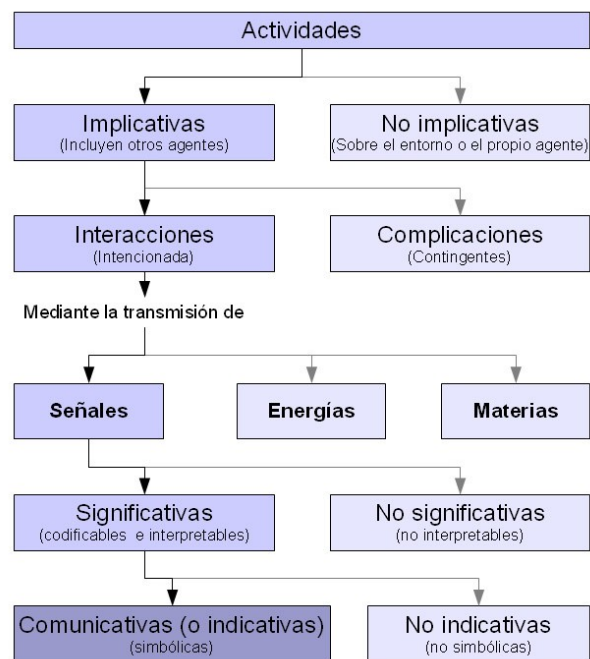 Actividades
Implicativas
(Incluyen otros agentes)
No implicativas
(Sobre el entorno o el propio agente)
Interacciones
(Intencionada)
Complicaciones
(Contingentes)
Mediante la transmisión de
Señales
Energías
Materias
Significativas
(codificables e interpretables)
No significativas
(no interpretables)
Comunicativas (o indicativas)
(simbólicas)
No indicativas
(no simbólicas)